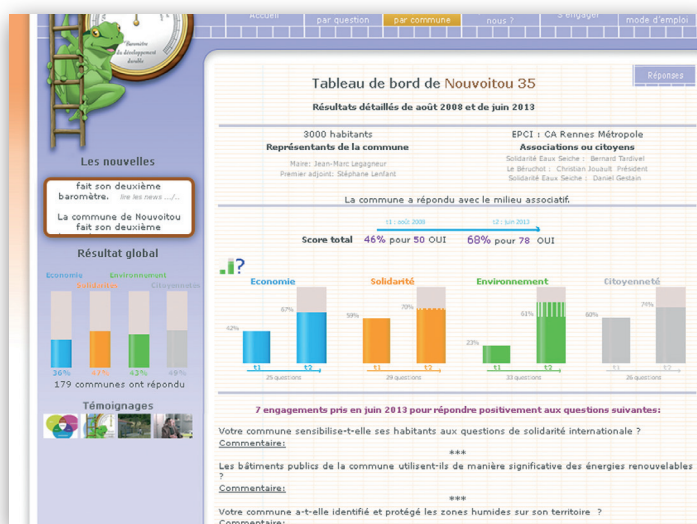 Accueil
par question
par commune
nous ?
S'engager
mode d'emploi
Baromètre
du développement
durable
Réponses
Tableau de bord de Nouvoitou 35
Résultats détaillés de août 2008 et de juin 2013
3000 habitants
Représentants de la commune
Maire: Jean-Marc Legagneur
Premier adjoint: Stéphane Lenfant
EPCI : CA Rennes Métropole
Associations ou citoyens
Solidarité Eaux Seiche : Bernard Tardivel
Le Béruchot : Christian Jouault Président
Solidarité Eaux Seiche : Daniel Gestain
La commune a répondu avec le milieu associatif.
t1 : août 2008
t2 : juin 2013
Score total 46% pour 50 OUI 68% pour 78 OUI
?
Economie
42%
67%
t1 t2
25 questions
Solidarité
59%
70%
t1 t2
29 questions
Environnement
23%
61%
t1 t2
33 questions
Citoyenneté
60%
74%
t1 t2
26 questions
Les nouvelles
fait son deuxième
baromètre. lire les news .../..
La commune de Nouvoitou
fait son deuxième
Résultat global
Economie Environnement
Solidarites Citoyennetes
36% 47% 43% 49%
179 communes ont répondu
Témoignages
7 engagements pris en juin 2013 pour répondre positivement aux questions suivantes:
Votre commune sensibilise-t-elle ses habitants aux questions de solidarité internationale ?
Commentaire:
***
Les bâtiments publics de la commune utilisent-ils de manière significative des énergies renouvelables
?
Commentaire:
***
Votre commune a-t-elle identifié et protégé les zones humides sur son territoire ?
Commentaire: